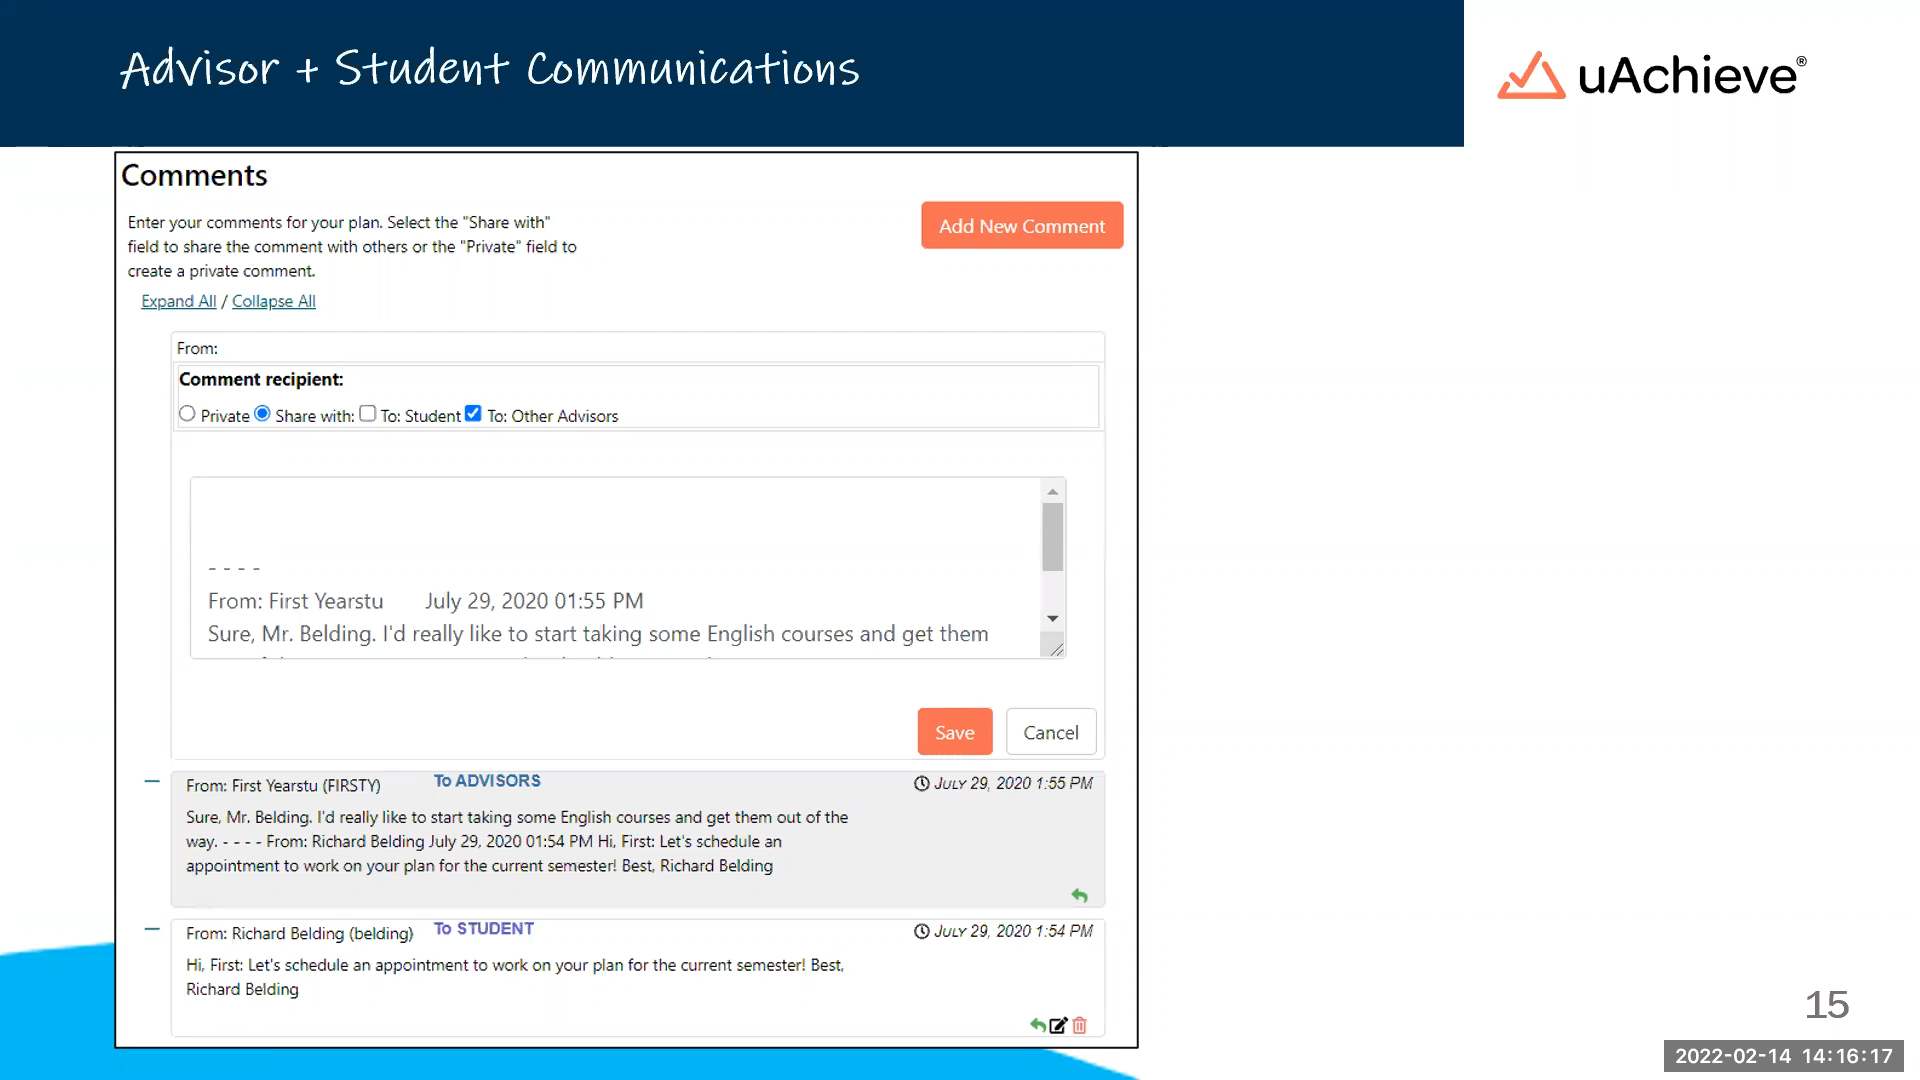 Advisor + Student Communications
uAchieve®
Comments
Enter your comments for your plan. Select the "Share with"
field to share the comment with others or the "Private" field to
create a private comment.
Add New Comment
Expand All / Collapse All
From:
Comment recipient:
Private Share with: To: Student To: Other Advisors
- - - -
From: First Yearstu July 29, 2020 01:55 PM
Sure, Mr. Belding. I'd really like to start taking some English courses and get them
Save Cancel
From: First Yearstu (FIRSTY) To ADVISORS July 29, 2020 1:55 PM
Sure, Mr. Belding. I'd really like to start taking some English courses and get them out of the
way. - - - - From: Richard Belding July 29, 2020 01:54 PM Hi, First: Let's schedule an
appointment to work on your plan for the current semester! Best, Richard Belding
From: Richard Belding (belding) To STUDENT July 29, 2020 1:54 PM
Hi, First: Let's schedule an appointment to work on your plan for the current semester! Best,
Richard Belding
15
2022-02-14 14:16:17